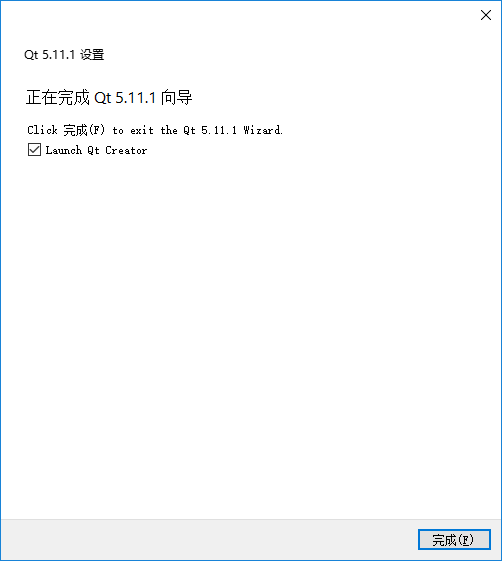 Qt 5.11.1 设置
正在完成 Qt 5.11.1 向导
Click 完成(F) to exit the Qt 5.11.1 Wizard.
Launch Qt Creator
完成(F)